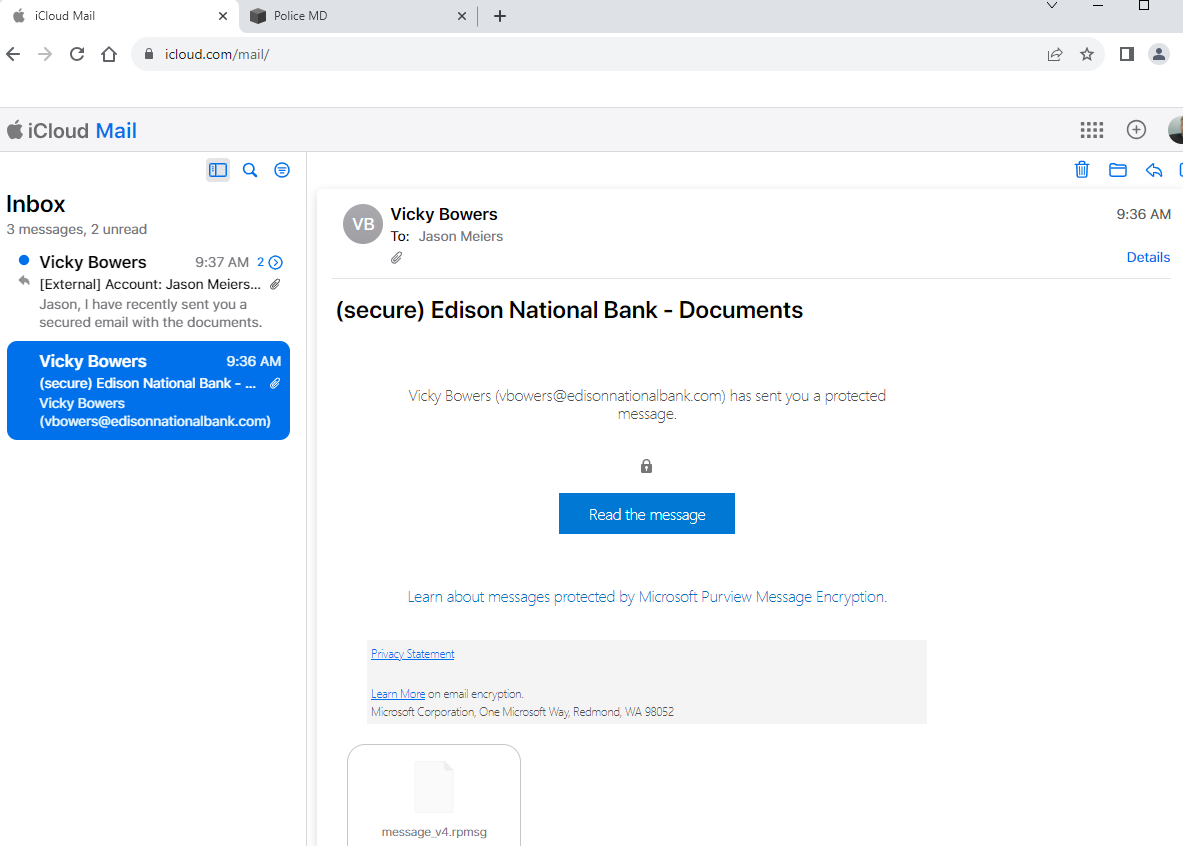 iCloud Mail
Police MD
icloud.com/mail/
iCloud Mail
Inbox
3 messages, 2 unread
Vicky Bowers 9:37 AM 2
[External] Account: Jason Meiers...
Jason, I have recently sent you a
secured email with the documents.
Vicky Bowers 9:36 AM
(secure) Edison National Bank - ...
Vicky Bowers
(vbowers@edisonnationalbank.com)
VB
Vicky Bowers 9:36 AM
To: Jason Meiers
Details
(secure) Edison National Bank - Documents
Vicky Bowers (vbowers@edisonnationalbank.com) has sent you a protected
message.
Read the message
Learn about messages protected by Microsoft Purview Message Encryption.
Privacy Statement
Learn More on email encryption.
Microsoft Corporation, One Microsoft Way, Redmond, WA 98052
message_v4.rpmsg